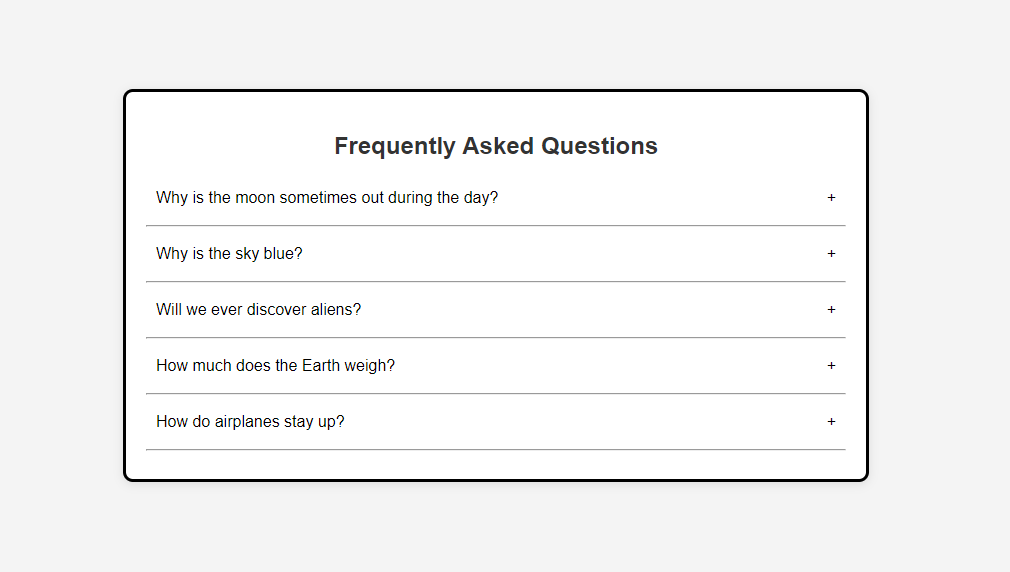 Frequently Asked Questions
Why is the moon sometimes out during the day? +
Why is the sky blue? +
Will we ever discover aliens? +
How much does the Earth weigh? +
How do airplanes stay up? +